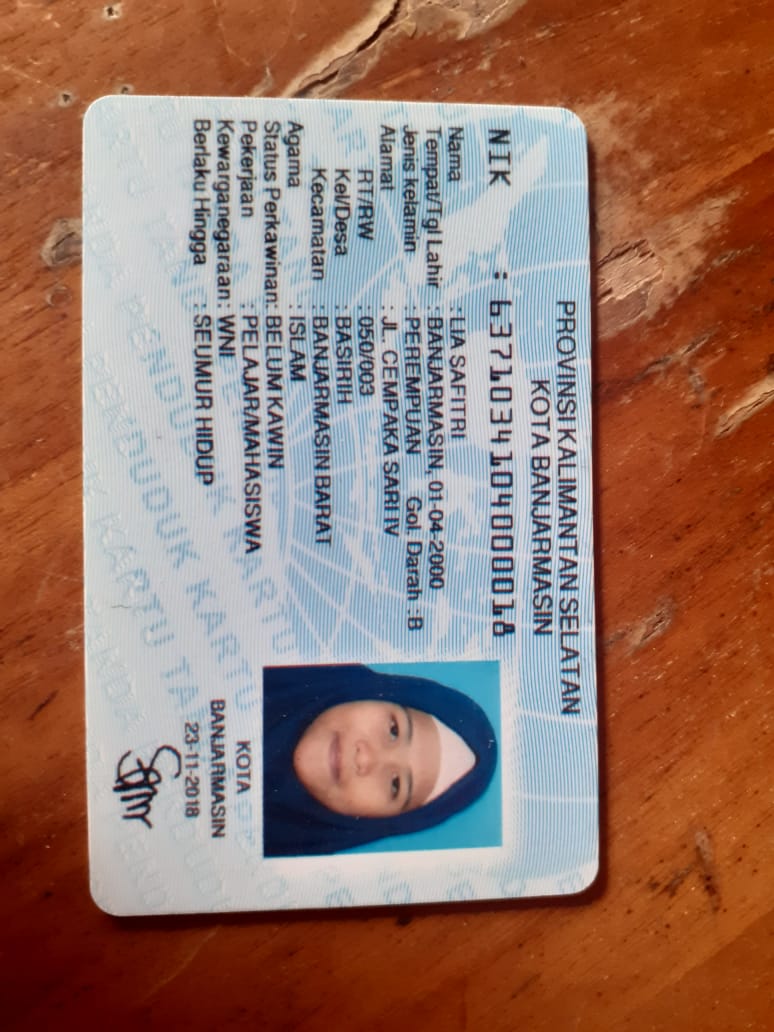 PROVINSI KALIMANTAN SELATAN
KOTA BANJARMASIN
NIK : 6371034104000018
Nama : LIA SAFITRI
Tempat/Tgl Lahir : BANJARMASIN, 01-04-2000
Jenis kelamin : PEREMPUAN Gol. Darah :B
Alamat : JL. CEMPAKA SARI IV
RT/RW : 050/003
Kel/Desa : BASIRIH
Kecamatan : BANJARMASIN BARAT
Agama : ISLAM
Status Perkawinan: BELUM KAWIN
Pekerjaan : PELAJAR/MAHASISWA
Kewarganegaraan: WNI
Berlaku Hingga : SEUMUR HIDUP
KOTA
BANJARMASIN
23-11-2018